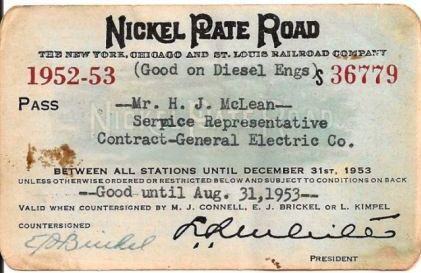 NICKEL PLATE ROAD
THE NEW YORK, CHICAGO AND ST. LOUIS RAILROAD COMPANY
1952-53 (Good on Diesel Engs) S 36779
PASS --Mr. H. J. McLean--
Service Representative
Contract-General Electric Co.
BETWEEN ALL STATIONS UNTIL DECEMBER 31ST, 1953
UNLESS OTHERWISE ORDERED OR RESTRICTED BELOW AND SUBJECT TO CONDITIONS ON BACK
--Good until Aug. 31,1953--
VALID WHEN COUNTERSIGNED BY M. J. CONNELL, E. J. BRICKEL OR L. KIMPEL
COUNTERSIGNED
EJ Brickel
PRESIDENT